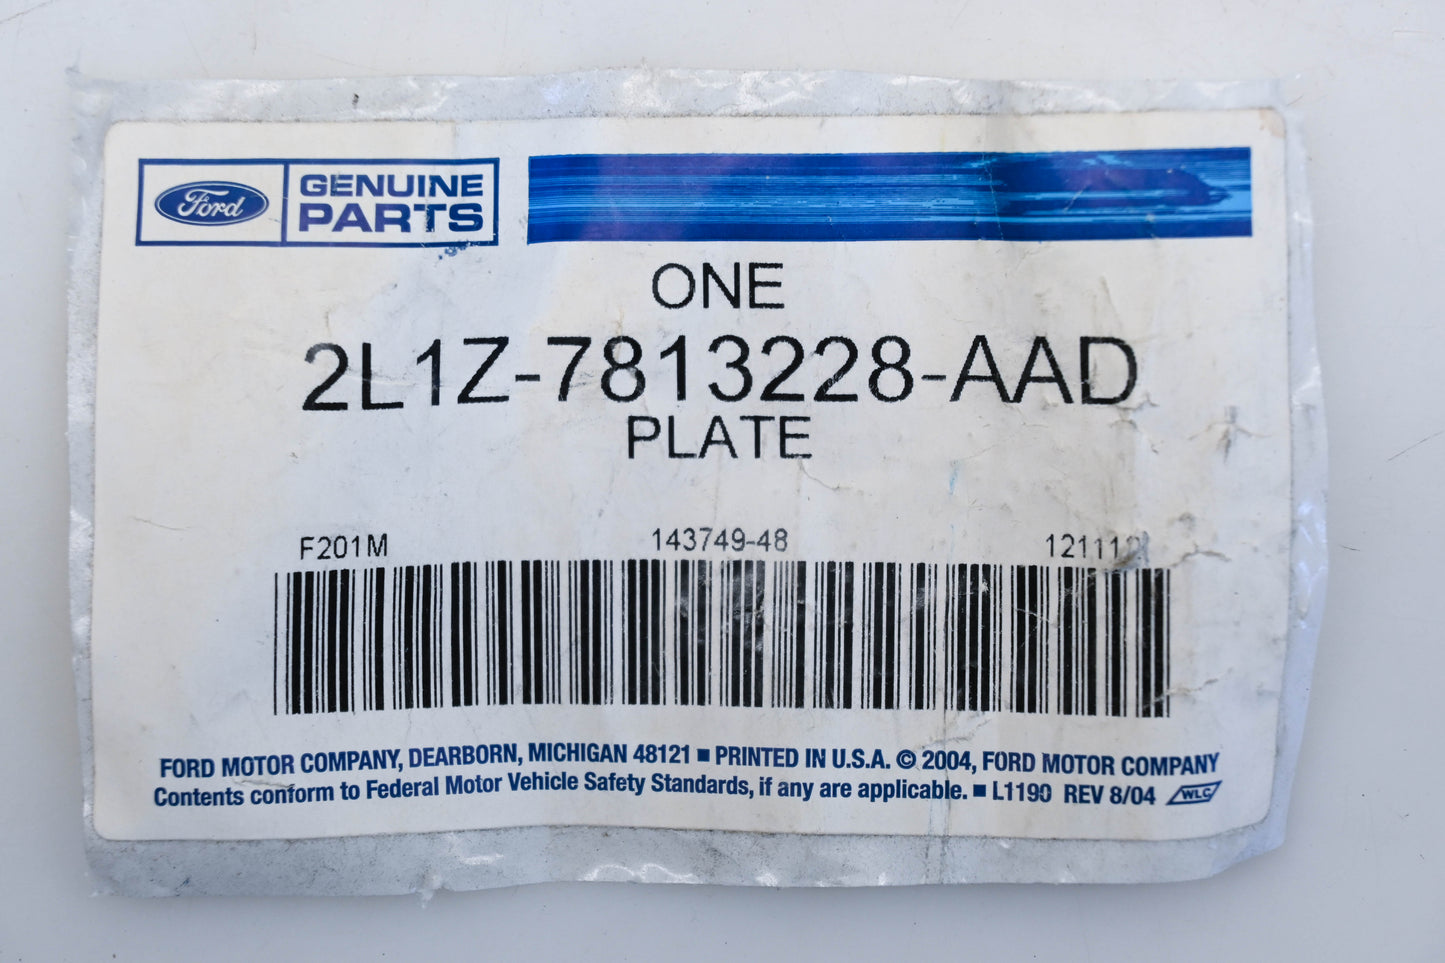 Ford
GENUINE
PARTS
ONE
2L1Z-7813228-AAD
PLATE
F201M 143749-48
FORD MOTOR COMPANY, DEARBORN, MICHIGAN 48121 ■ PRINTED IN U.S.A. © 2004, FORD MOTOR COMPANY
Contents conform to Federal Motor Vehicle Safety Standards, if any are applicable. ■ L1190 REV 8/04 WLC